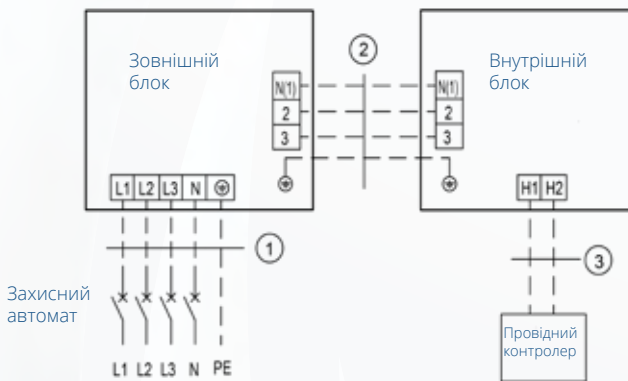 Зовнішній
блок
2
Внутрішній
блок
N(1)
2
3
N(1)
2
3
L1 L2 L3 N
H1 H2
1
3
Захисний
автомат
Провідний
контролер
L1 L2 L3 N PE